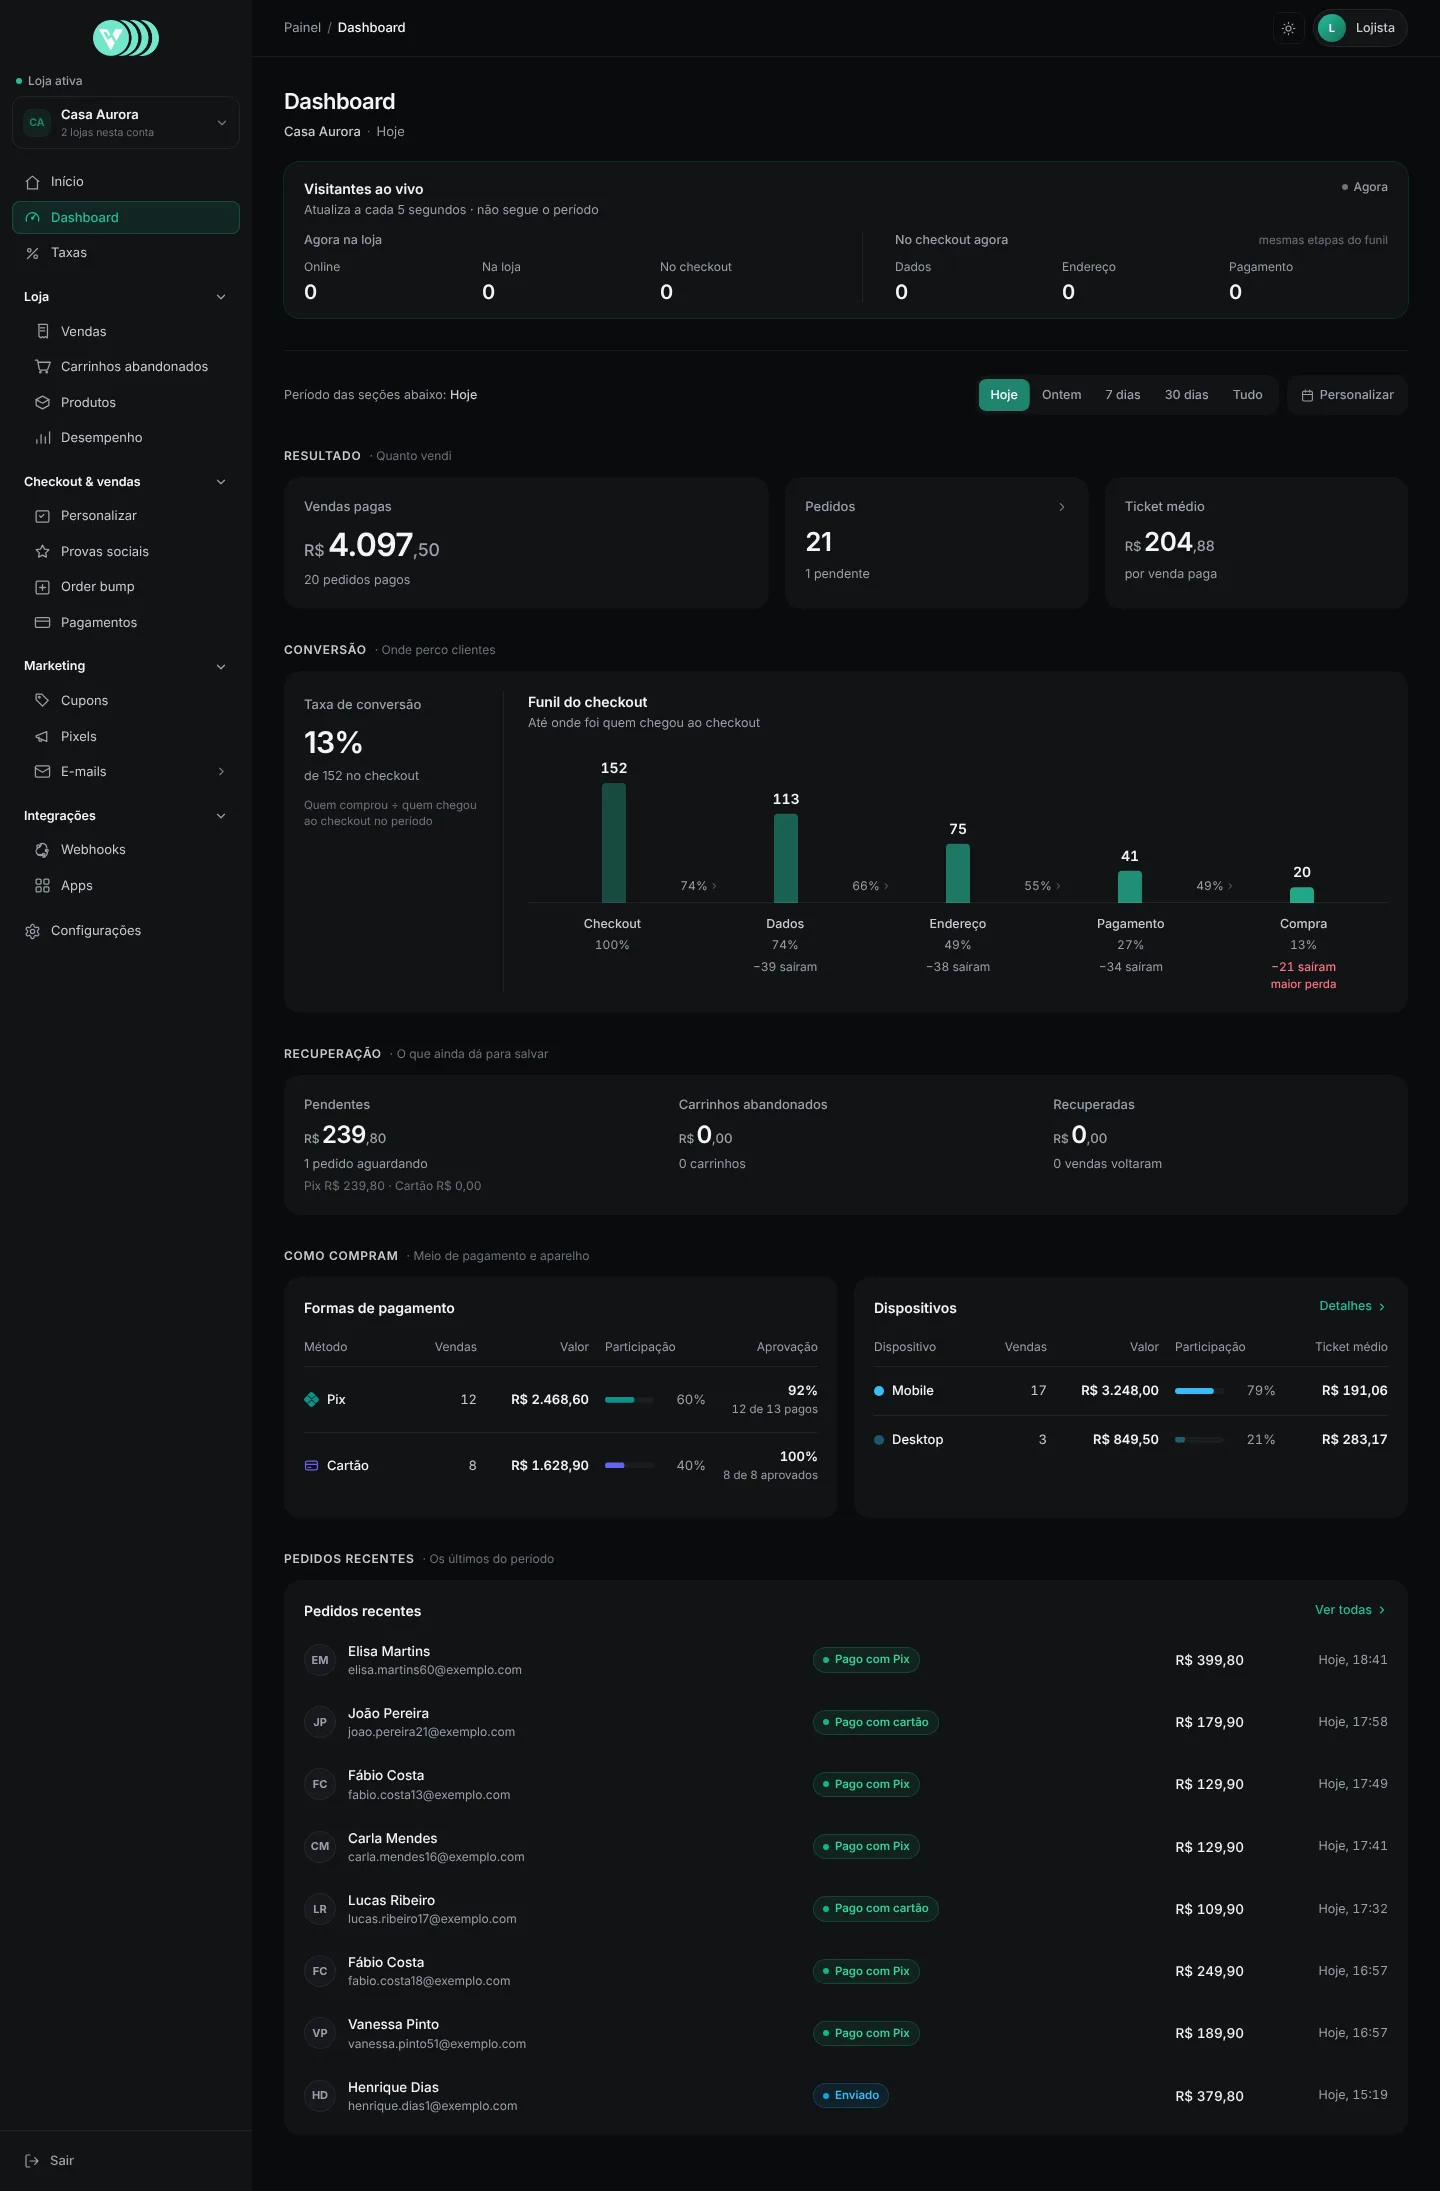 Loja ativa
CA
Casa Aurora
2 lojas nesta conta
Início
Dashboard
Taxas
Loja
Vendas
Carrinhos abandonados
Produtos
Desempenho
Checkout & vendas
Personalizar
Provas sociais
Order bump
Pagamentos
Marketing
Cupons
Pixels
E-mails
Integrações
Webhooks
Apps
Configurações
Sair
Painel / Dashboard
L Lojista
Dashboard
Casa Aurora · Hoje
Visitantes ao vivo
Agora
Atualiza a cada 5 segundos · não segue o período
Agora na loja
Online Na loja No checkout
0 0 0
No checkout agora mesmas etapas do funil
Dados Endereço Pagamento
0 0 0
Período das seções abaixo: Hoje
Hoje Ontem 7 dias 30 dias Tudo Personalizar
RESULTADO · Quanto vendi
Vendas pagas
R$ 4.097,50
20 pedidos pagos
Pedidos
21
1 pendente
Ticket médio
R$ 204,88
por venda paga
CONVERSÃO · Onde perco clientes
Taxa de conversão
13%
de 152 no checkout
Quem comprou ÷ quem chegou
ao checkout no período
Funil do checkout
Até onde foi quem chegou ao checkout
152
113
75
41
20
74% › 66% › 55% › 49% ›
Checkout Dados Endereço Pagamento Compra
100% 74% 49% 27% 13%
−39 saíram −38 saíram −34 saíram −21 saíram
maior perda
RECUPERAÇÃO · O que ainda dá para salvar
Pendentes
R$ 239,80
1 pedido aguardando
Pix R$ 239,80 · Cartão R$ 0,00
Carrinhos abandonados
R$ 0,00
0 carrinhos
Recuperadas
R$ 0,00
0 vendas voltaram
COMO COMPRAM · Meio de pagamento e aparelho
Formas de pagamento
Método Vendas Valor Participação Aprovação
Pix 12 R$ 2.468,60 60% 92%
12 de 13 pagos
Cartão 8 R$ 1.628,90 40% 100%
8 de 8 aprovados
Dispositivos
Detalhes ›
Dispositivo Vendas Valor Participação Ticket médio
Mobile 17 R$ 3.248,00 79% R$ 191,06
Desktop 3 R$ 849,50 21% R$ 283,17
PEDIDOS RECENTES · Os últimos do período
Pedidos recentes
Ver todas ›
EM Elisa Martins Pago com Pix R$ 399,80 Hoje, 18:41
elisa.martins60@exemplo.com
JP João Pereira Pago com cartão R$ 179,90 Hoje, 17:58
joao.pereira21@exemplo.com
FC Fábio Costa Pago com Pix R$ 129,90 Hoje, 17:49
fabio.costa13@exemplo.com
CM Carla Mendes Pago com Pix R$ 129,90 Hoje, 17:41
carla.mendes16@exemplo.com
LR Lucas Ribeiro Pago com cartão R$ 109,90 Hoje, 17:32
lucas.ribeiro17@exemplo.com
FC Fábio Costa Pago com Pix R$ 249,90 Hoje, 16:57
fabio.costa18@exemplo.com
VP Vanessa Pinto Pago com Pix R$ 189,90 Hoje, 16:57
vanessa.pinto51@exemplo.com
HD Henrique Dias Enviado R$ 379,80 Hoje, 15:19
henrique.dias1@exemplo.com